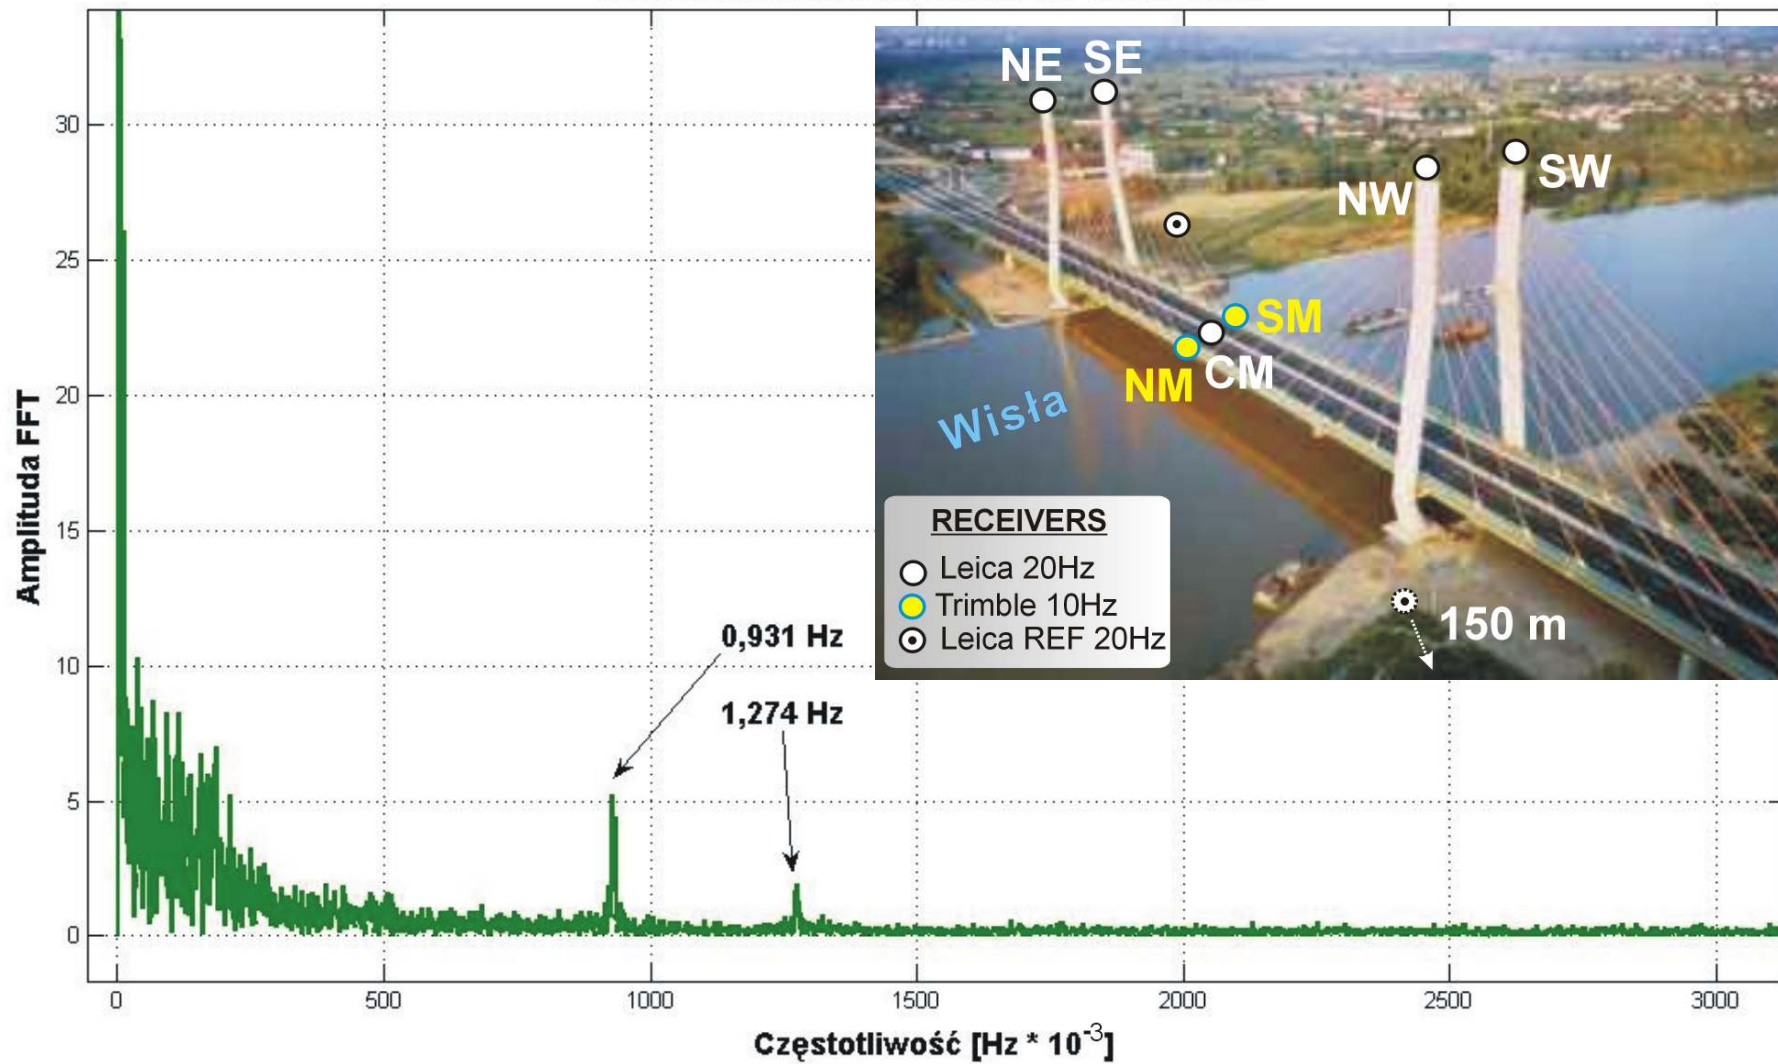 Amplituda FFT
30
25
20
15
10
5
0
0,931 Hz
1,274 Hz
0 500 1000 1500 2000 2500 3000
Częstotliwość [Hz * 10⁻³]
NE SE
NW SW
SM
NM CM
Wisła
RECEIVERS
Leica 20Hz
Trimble 10Hz
Leica REF 20Hz
150 m